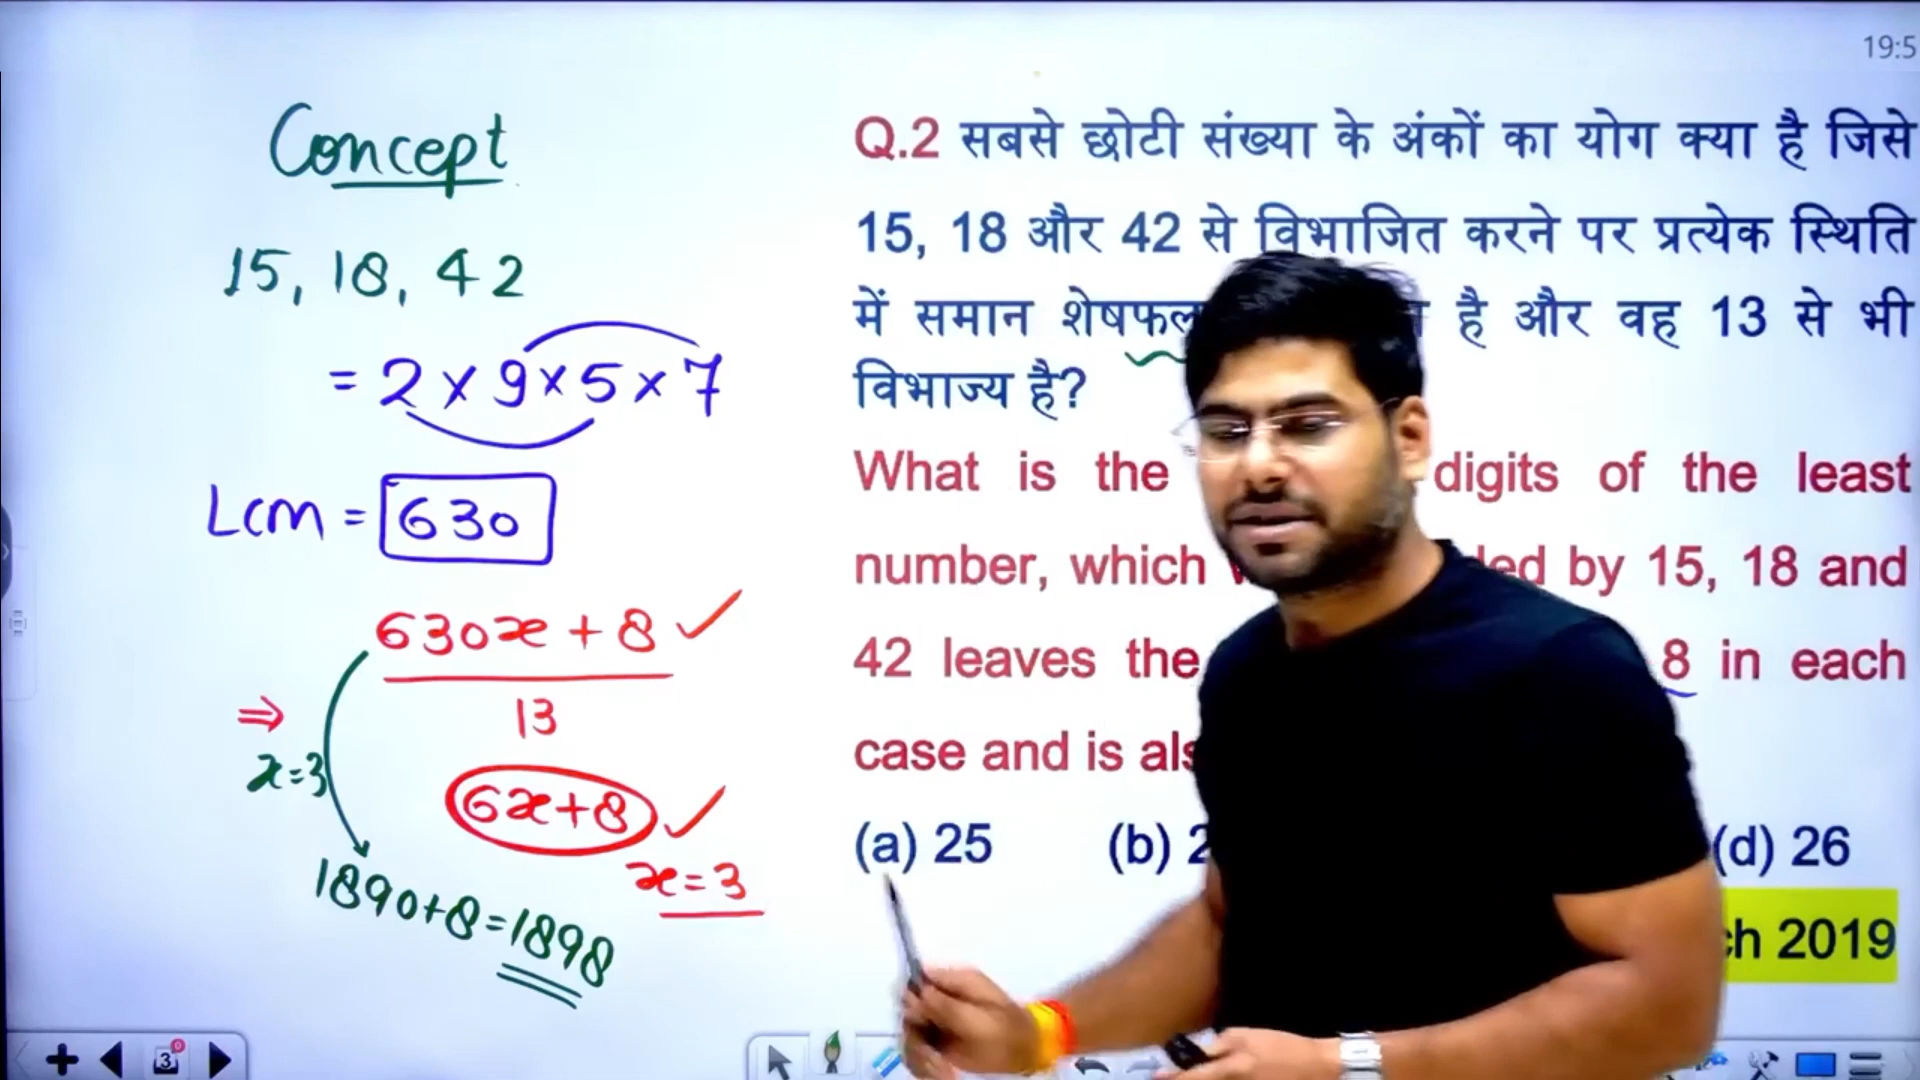 19:5
Concept
15, 18, 42
= 2 × 9 × 5 × 7
LCM = 630
630x + 8 ✓
13
⇒
x=3
6x+8 ✓
x=3
1890+8=1898
Q.2 सबसे छोटी संख्या के अंकों का योग क्या है जिसे
15, 18 और 42 से विभाजित करने पर प्रत्येक स्थिति
में समान शेषफल है और वह 13 से भी
विभाज्य है?
What is the digits of the least
number, which by 15, 18 and
42 leaves the 8 in each
case and is
(a) 25 (b) (d) 26
2019
3